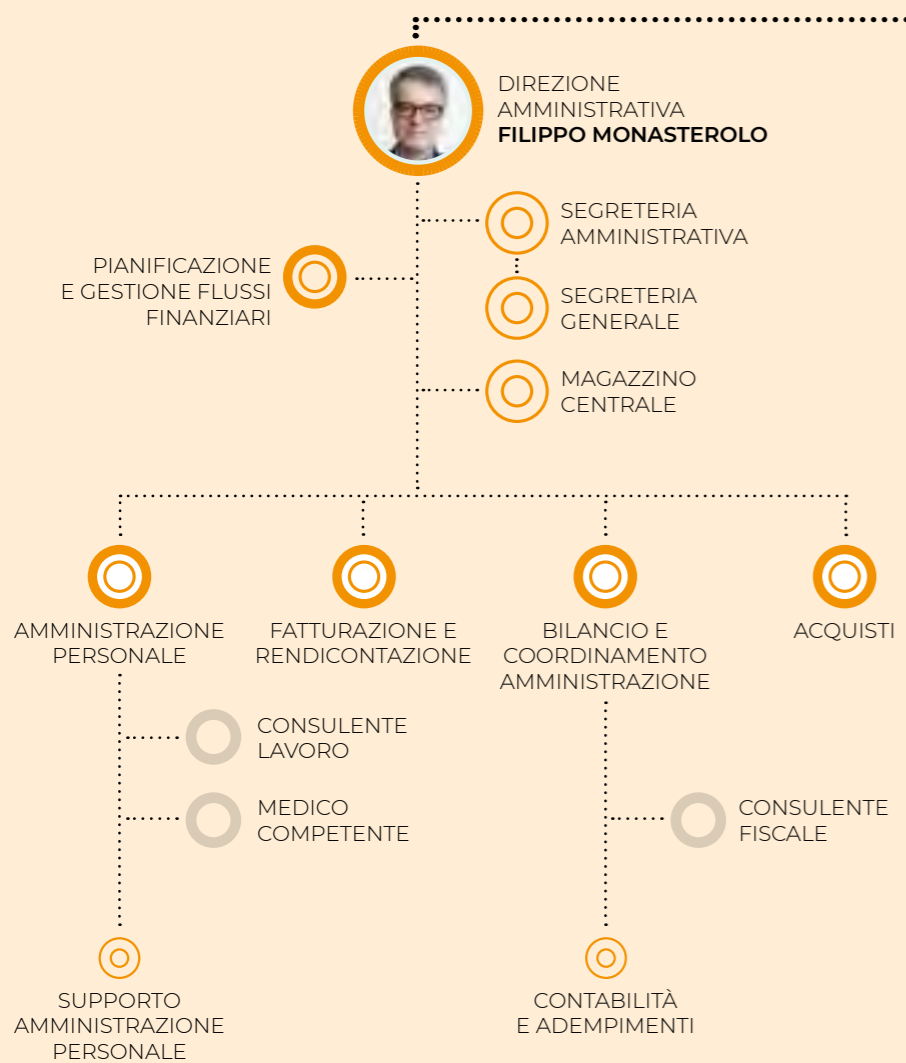 DIREZIONE
AMMINISTRATIVA
FILIPPO MONASTEROLO
SEGRETERIA
AMMINISTRATIVA
PIANIFICAZIONE
E GESTIONE FLUSSI
FINANZIARI
SEGRETERIA
GENERALE
MAGAZZINO
CENTRALE
AMMINISTRAZIONE
PERSONALE
FATTURAZIONE E
RENDICONTAZIONE
BILANCIO E
COORDINAMENTO
AMMINISTRAZIONE
ACQUISTI
CONSULENTE
LAVORO
MEDICO
COMPETENTE
CONSULENTE
FISCALE
SUPPORTO
AMMINISTRAZIONE
PERSONALE
CONTABILITÀ
E ADEMPIMENTI